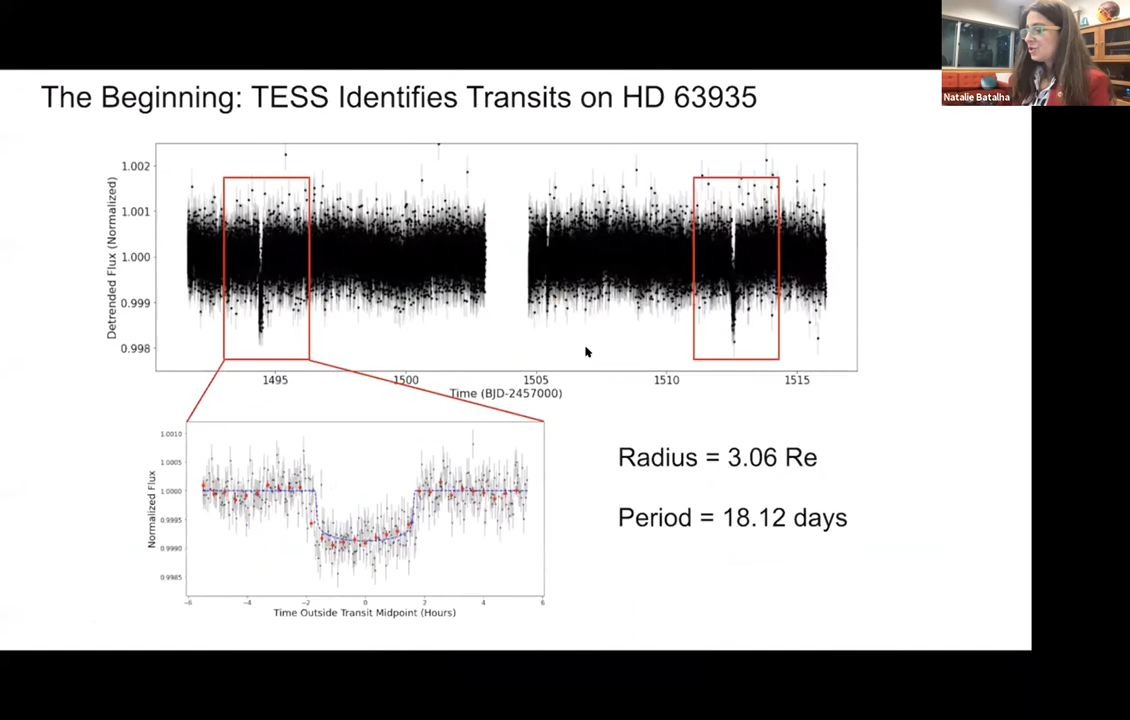 Natalie Batalha
The Beginning: TESS Identifies Transits on HD 63935
Detrended Flux (Normalized)
1.002
1.001
1.000
0.999
0.998
1495
1500
1505
1510
1515
Time (BJD-2457000)
Normalized Flux
1.0010
1.0005
1.0000
0.9995
0.9990
0.9985
−6
−4
−2
0
2
4
6
Time Outside Transit Midpoint (Hours)
Radius = 3.06 Re
Period = 18.12 days